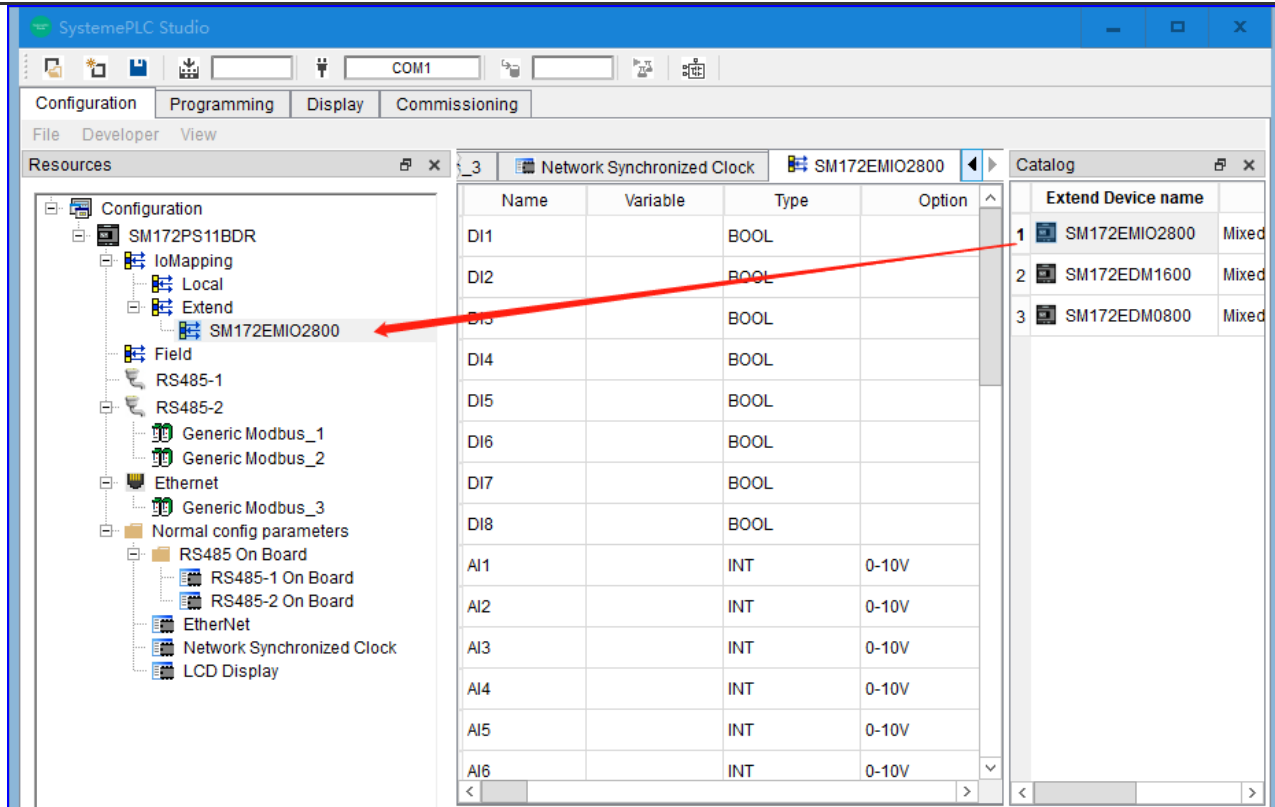 SystemePLC Studio
COM1
Configuration Programming Display Commissioning
File Developer View
Resources
Configuration
SM172PS11BDR
IoMapping
Local
Extend
SM172EMIO2800
Field
RS485-1
RS485-2
Generic Modbus_1
Generic Modbus_2
Ethernet
Generic Modbus_3
Normal config parameters
RS485 On Board
RS485-1 On Board
RS485-2 On Board
EtherNet
Network Synchronized Clock
LCD Display
_3 Network Synchronized Clock SM172EMIO2800
Name Variable Type Option
DI1 BOOL
DI2 BOOL
DI3 BOOL
DI4 BOOL
DI5 BOOL
DI6 BOOL
DI7 BOOL
DI8 BOOL
AI1 INT 0-10V
AI2 INT 0-10V
AI3 INT 0-10V
AI4 INT 0-10V
AI5 INT 0-10V
AI6 INT 0-10V
Catalog
Extend Device name
1 SM172EMIO2800 Mixed
2 SM172EDM1600 Mixed
3 SM172EDM0800 Mixed